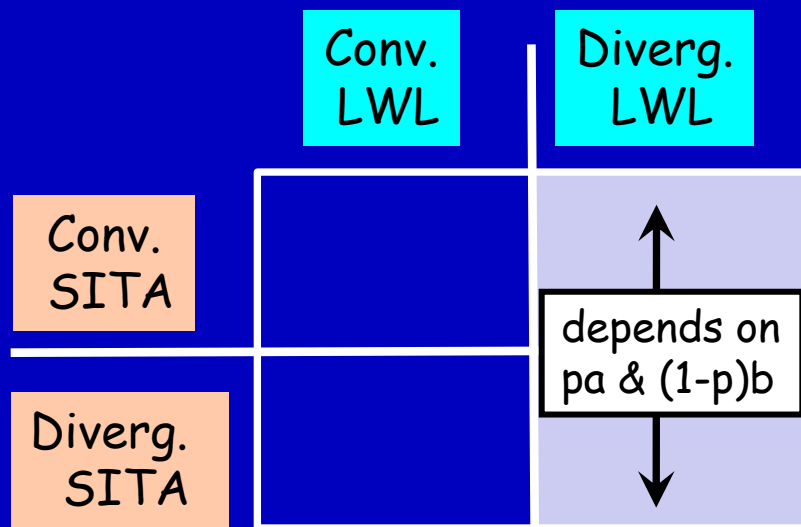 Conv.
LWL
Diverg.
LWL
Conv.
SITA
depends on
pa & (1-p)b
Diverg.
SITA